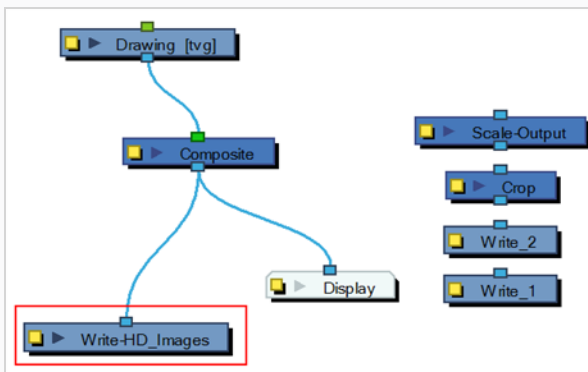 Drawing [tvg]
Composite
Write-HD_Images
Display
Scale-Output
Crop
Write_2
Write_1